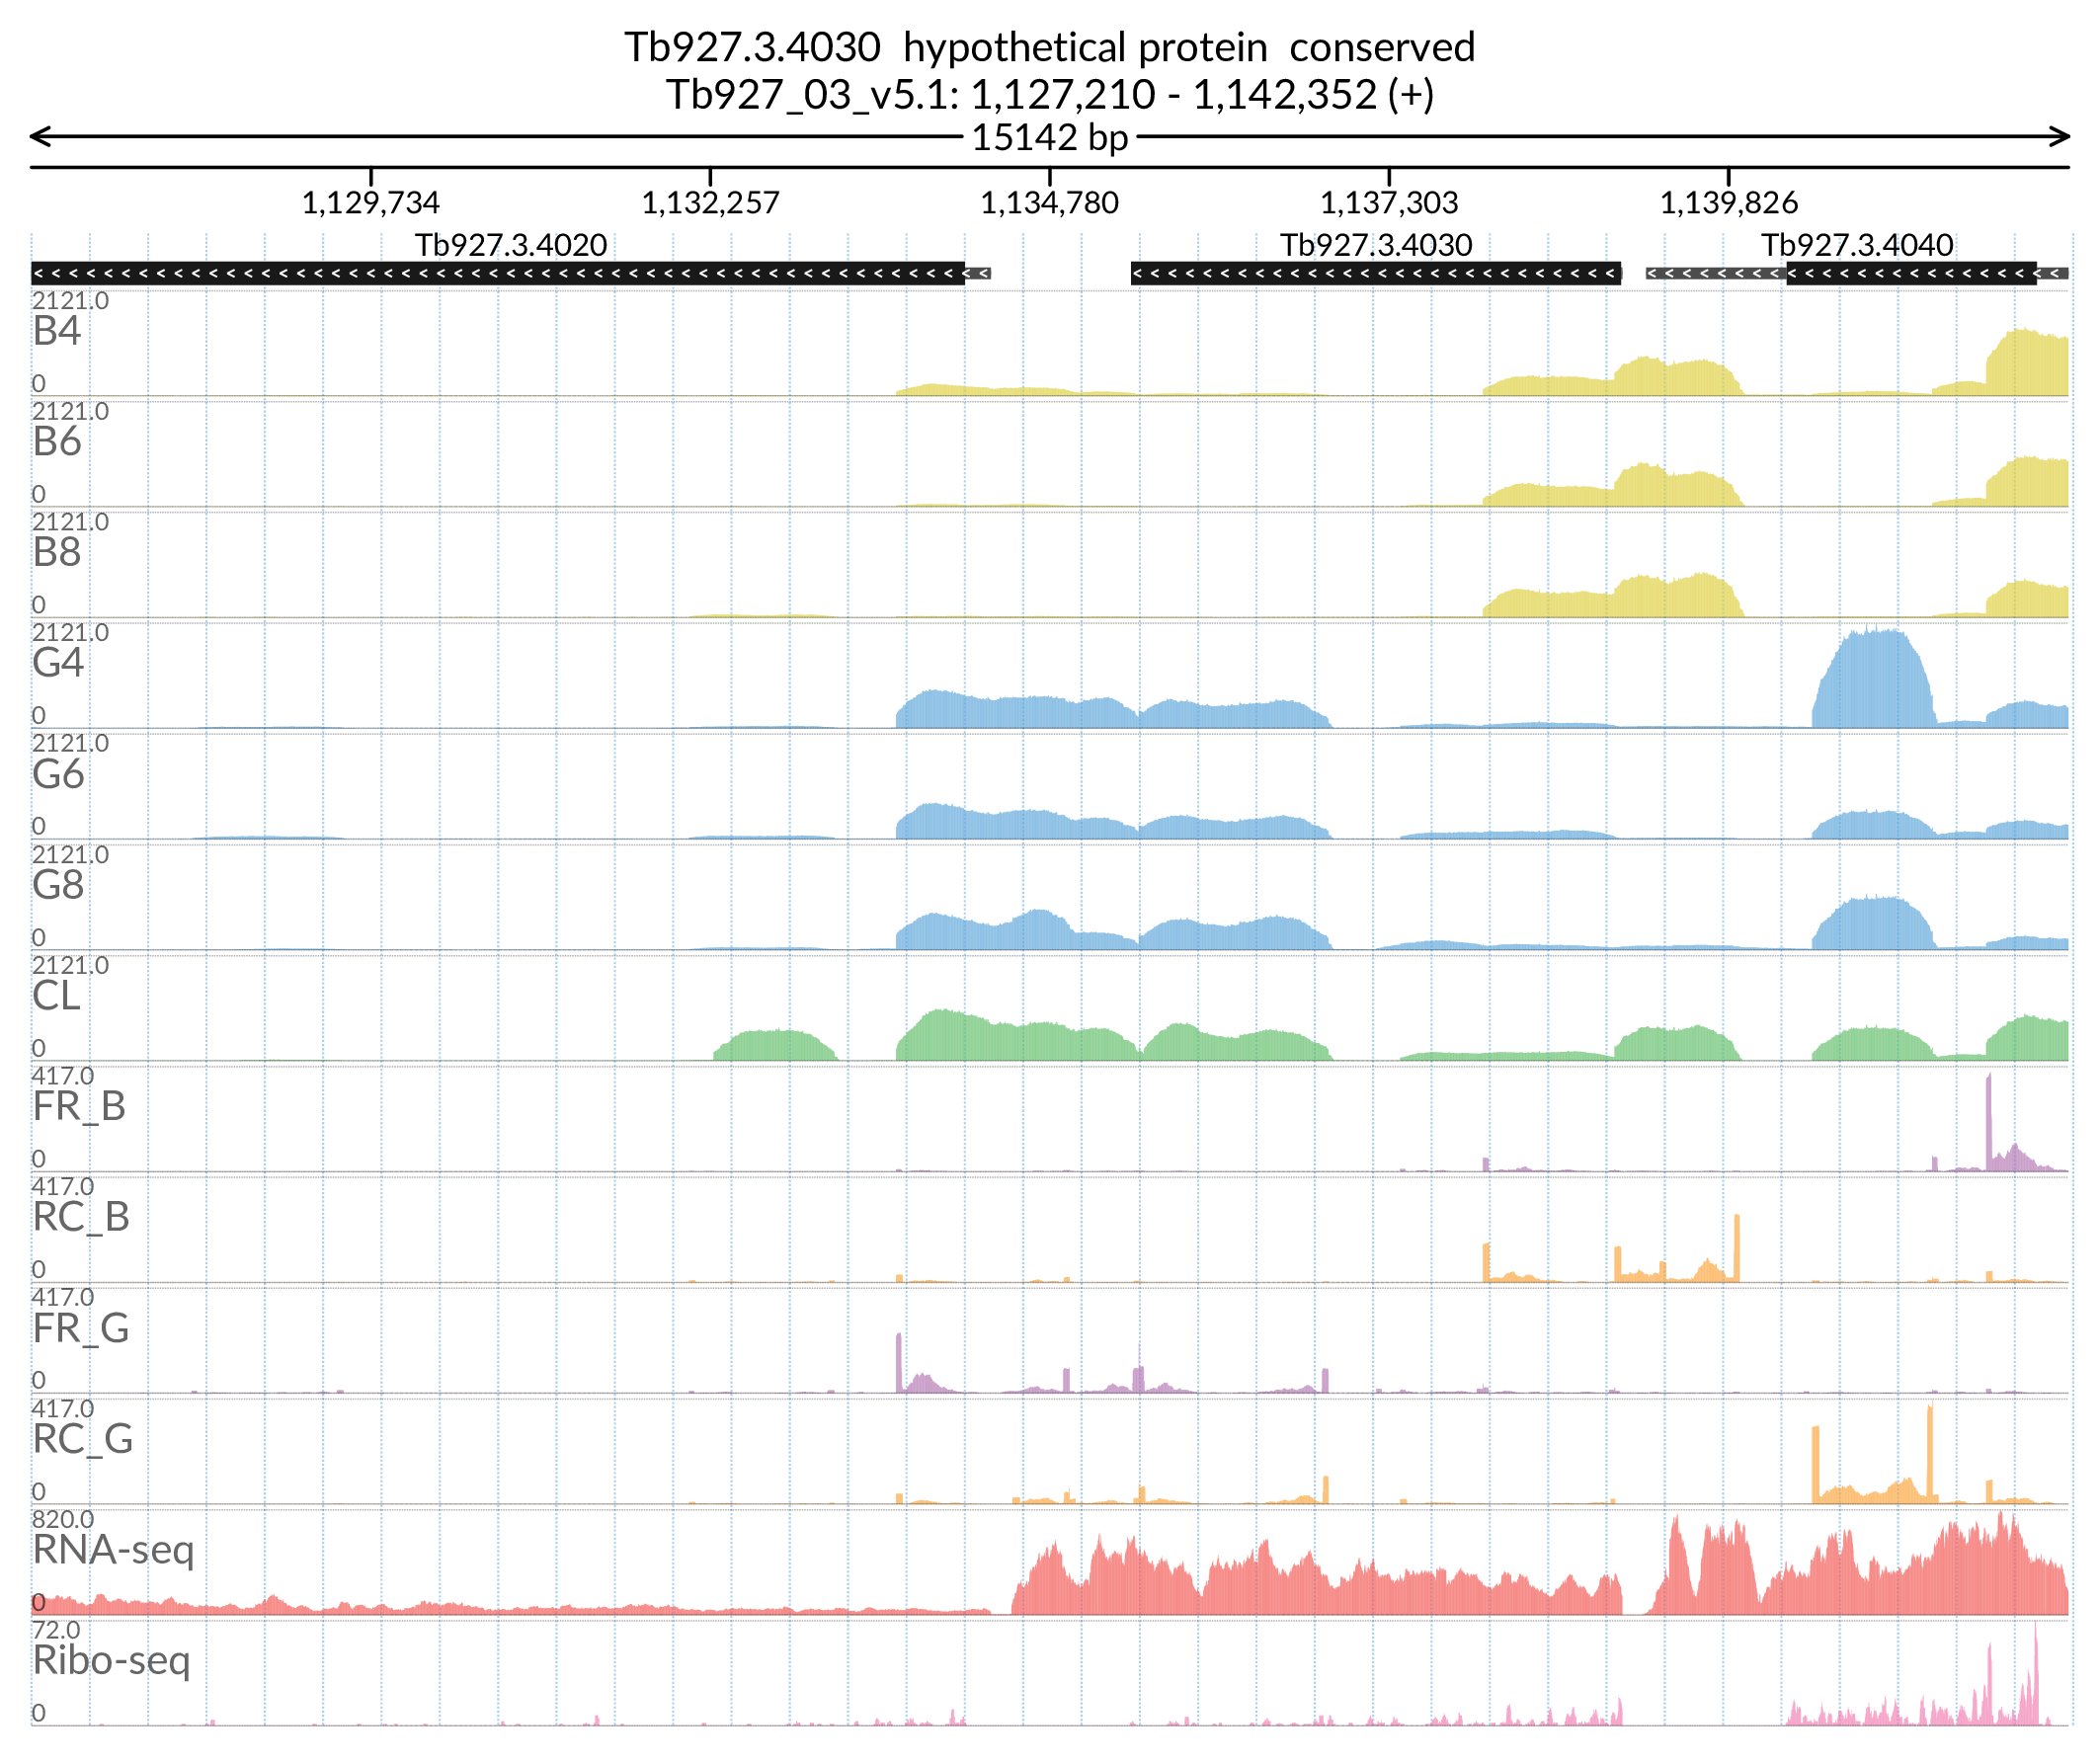 Tb927.3.4030  hypothetical protein  conserved
Tb927_03_v5.1: 1,127,210 - 1,142,352 (+)
15142 bp
1,129,734 1,132,257 1,134,780 1,137,303 1,139,826
Tb927.3.4020 Tb927.3.4030 Tb927.3.4040
2121.0
B4
0
2121.0
B6
0
2121.0
B8
0
2121.0
G4
0
2121.0
G6
0
2121.0
G8
0
2121.0
CL
0
417.0
FR_B
0
417.0
RC_B
0
417.0
FR_G
0
417.0
RC_G
0
820.0
RNA-seq
0
72.0
Ribo-seq
0